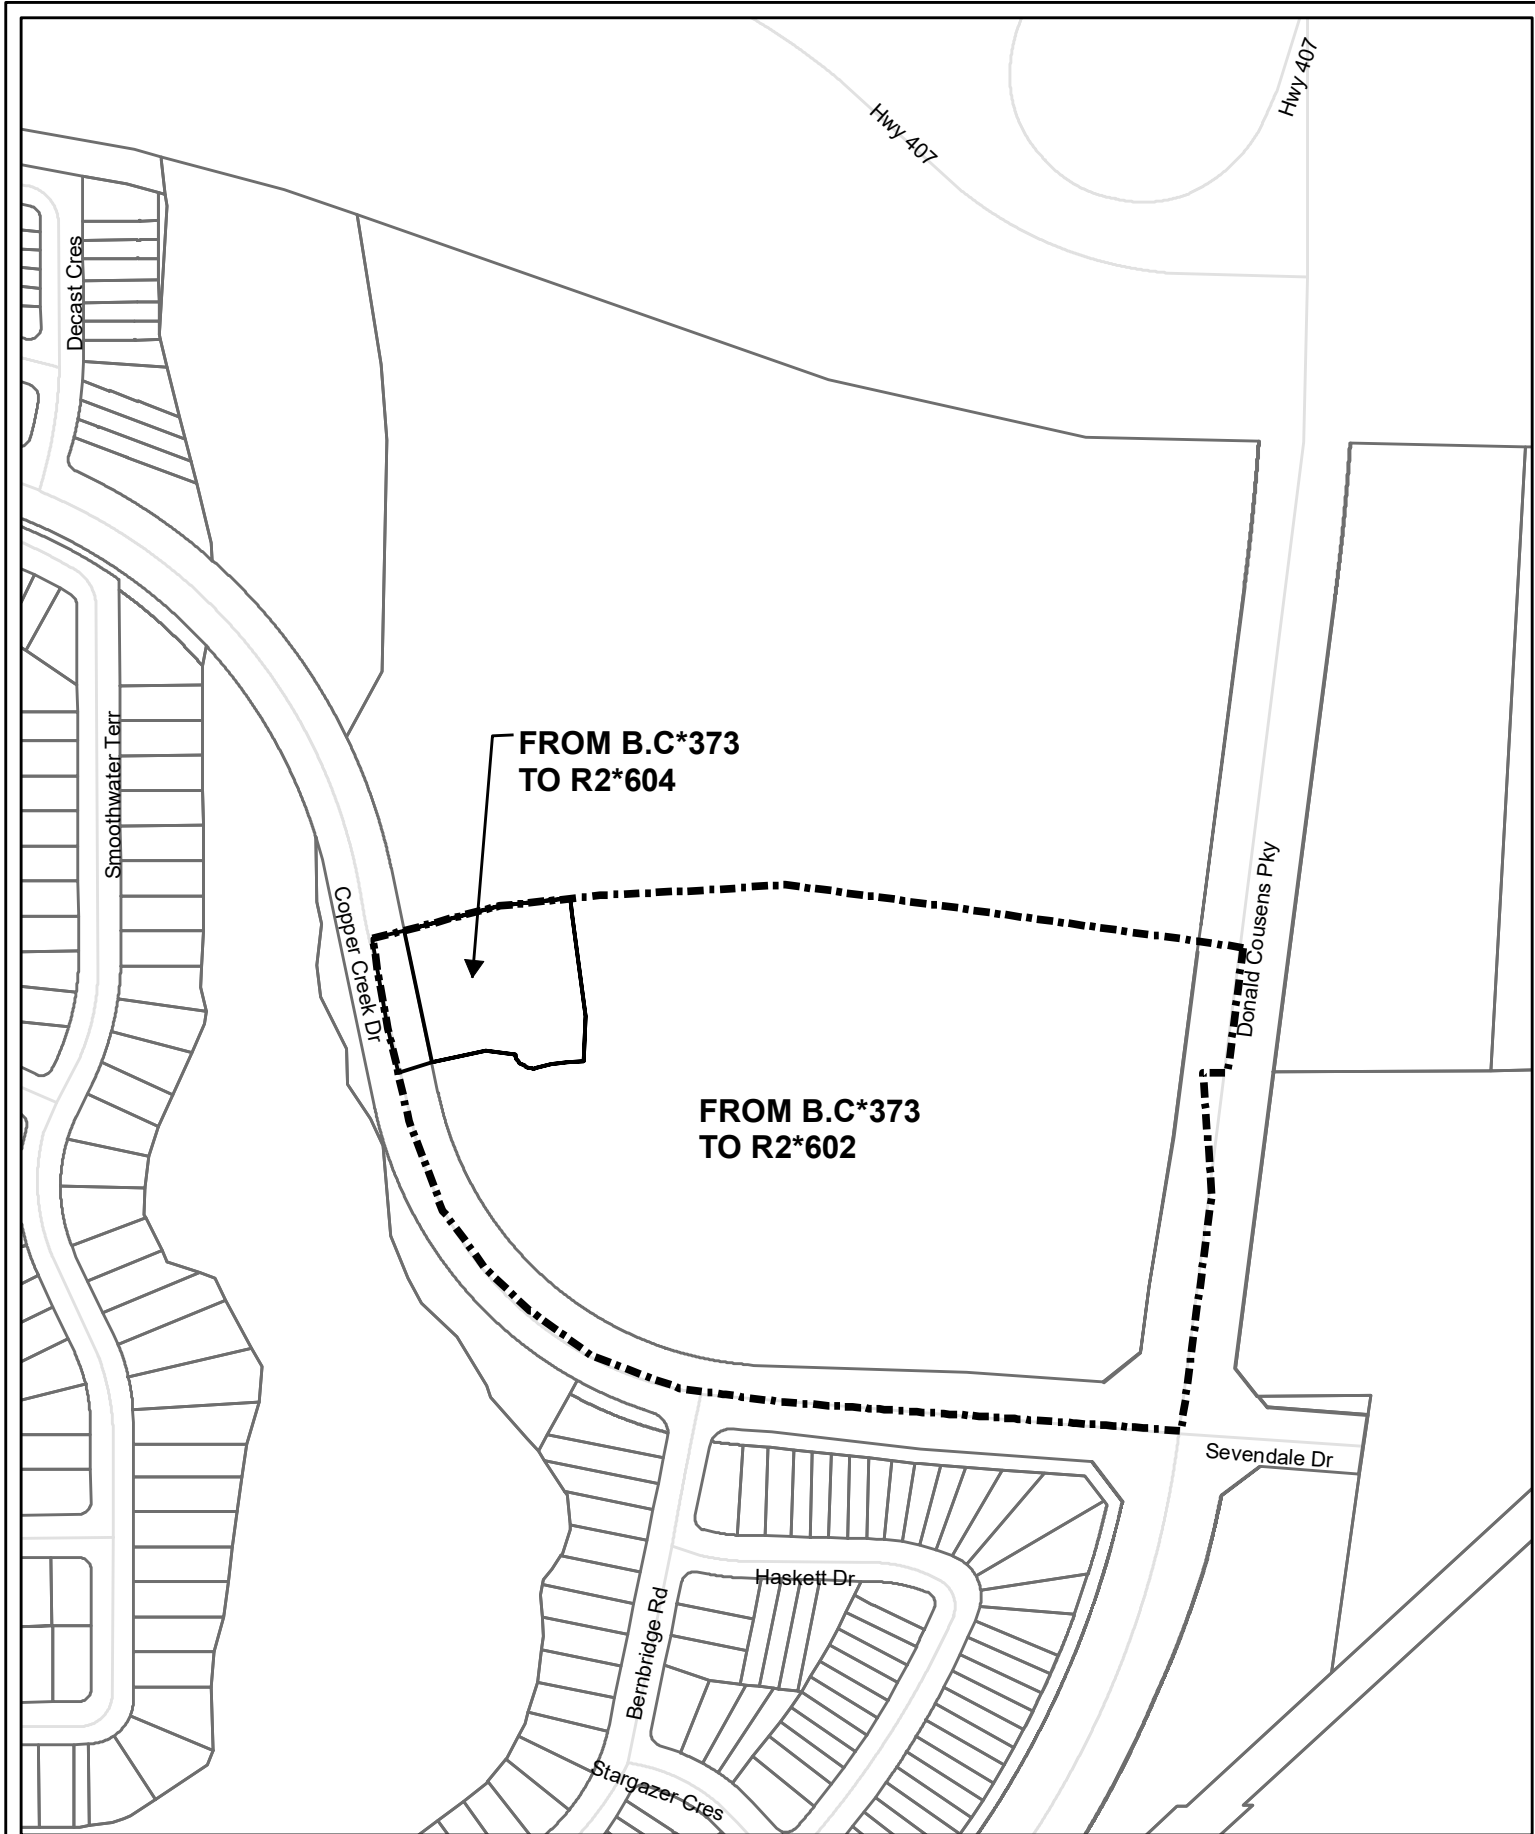 Hwy 407
Hwy 407
Decast Cres
Smoothwater Terr
FROM B.C*373
TO R2*604
Copper Creek Dr
Donald Cousens Pky
FROM B.C*373
TO R2*602
Sevendale Dr
Haskett Dr
Bernbridge Rd
Stargazer Cres